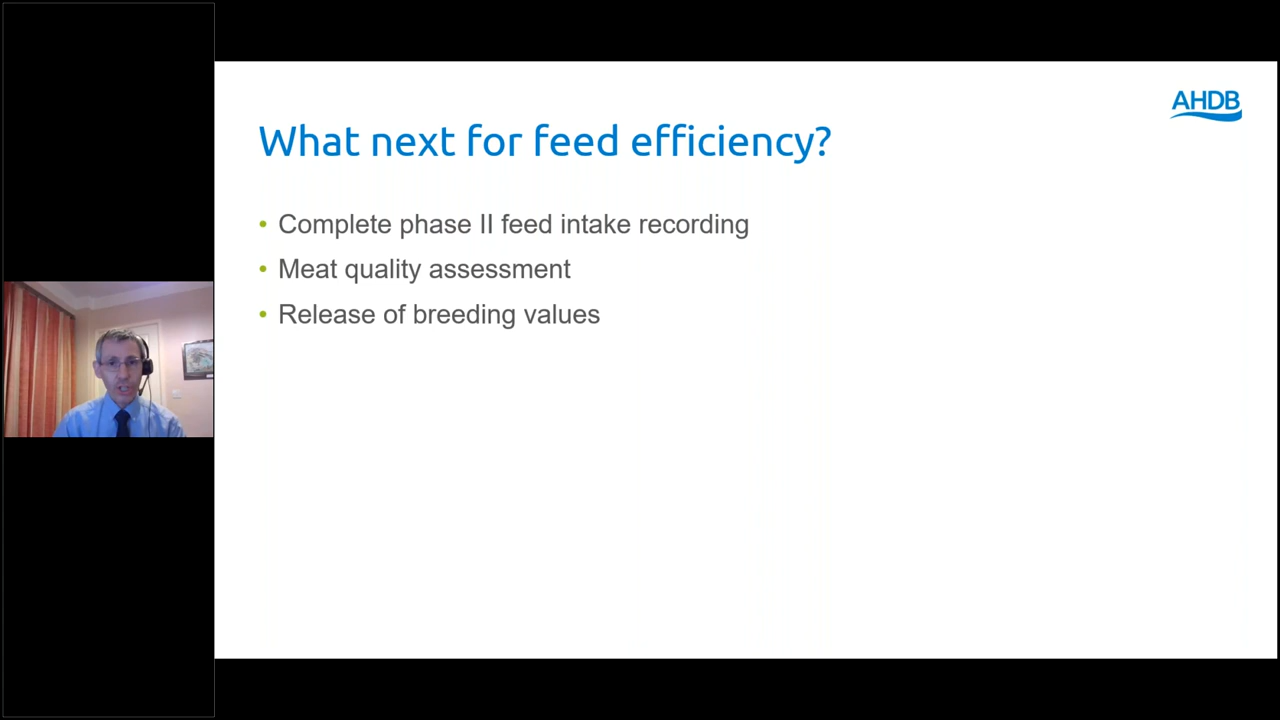 AHDB
What next for feed efficiency?
• Complete phase II feed intake recording
• Meat quality assessment
• Release of breeding values